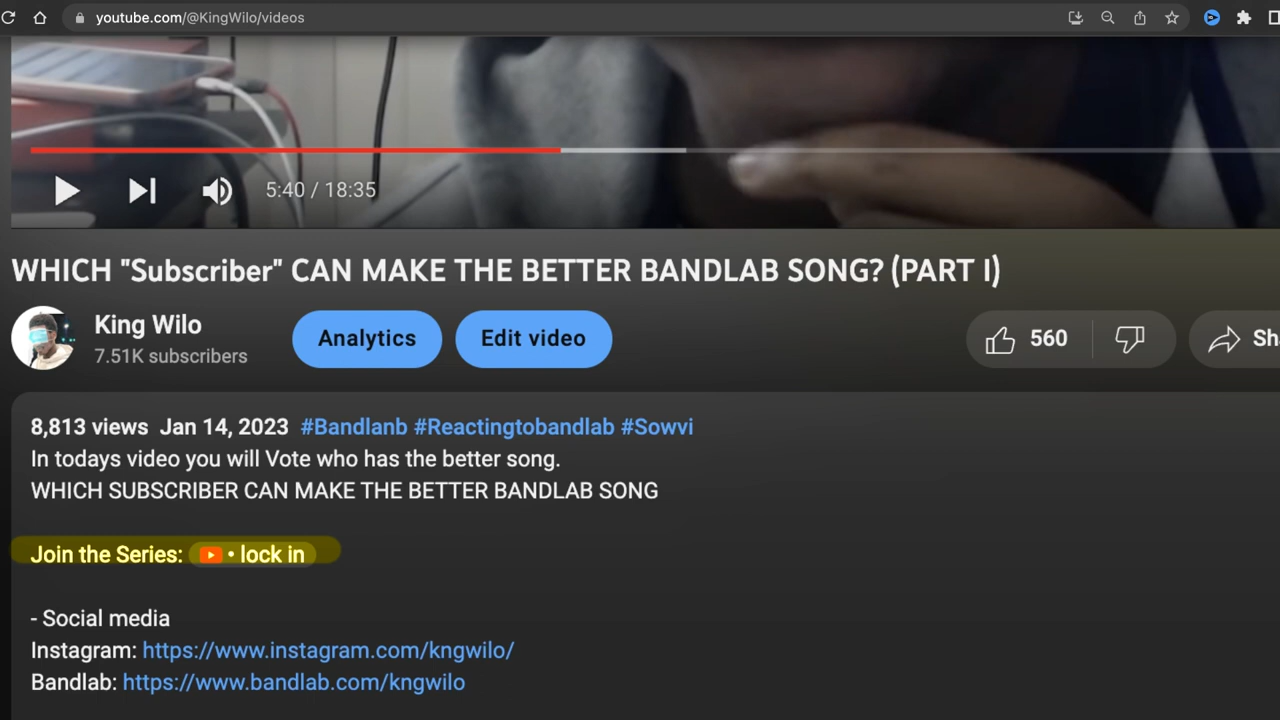 youtube.com/@KingWilo/videos
5:40 / 18:35
WHICH "Subscriber" CAN MAKE THE BETTER BANDLAB SONG? (PART I)
King Wilo
7.51K subscribers
Analytics
Edit video
560
Sh
8,813 views Jan 14, 2023 #Bandlanb #Reactingtobandlab #Sowvi
In todays video you will Vote who has the better song.
WHICH SUBSCRIBER CAN MAKE THE BETTER BANDLAB SONG
Join the Series: • lock in
- Social media
Instagram: https://www.instagram.com/kngwilo/
Bandlab: https://www.bandlab.com/kngwilo